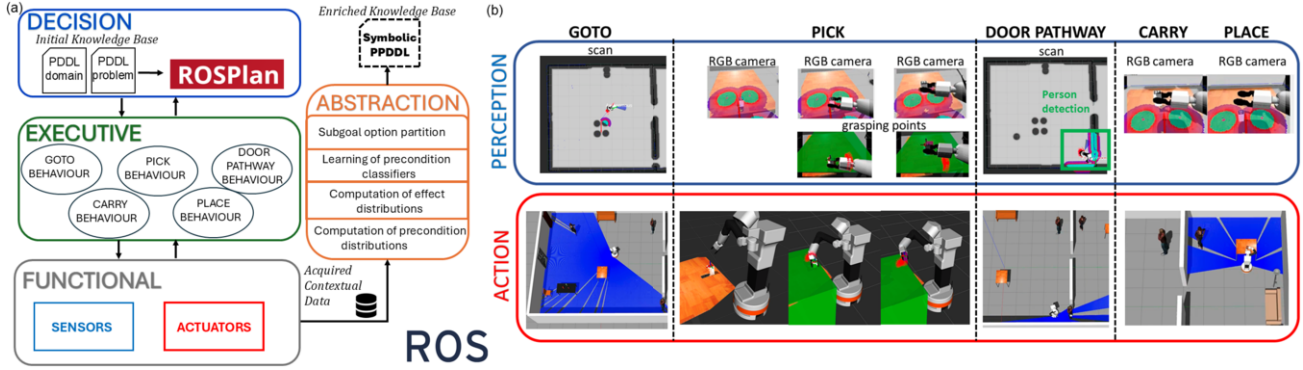 (a)
DECISION
Initial Knowledge Base
PDDL
domain
PDDL
problem
ROSPlan
EXECUTIVE
GOTO
BEHAVIOUR
PICK
BEHAVIOUR
DOOR
PATHWAY
BEHAVIOUR
CARRY
BEHAVIOUR
PLACE
BEHAVIOUR
FUNCTIONAL
SENSORS
ACTUATORS
Enriched Knowledge Base
Symbolic
PPDDL
ABSTRACTION
Subgoal option partition
Learning of precondition
classifiers
Computation of effect
distributions
Computation of precondition
distributions
Acquired
Contextual
Data
ROS
(b)
GOTO
PICK
DOOR PATHWAY
CARRY
PLACE
PERCEPTION
scan
RGB camera
RGB camera
RGB camera
grasping points
scan
Person
detection
RGB camera
RGB camera
ACTION